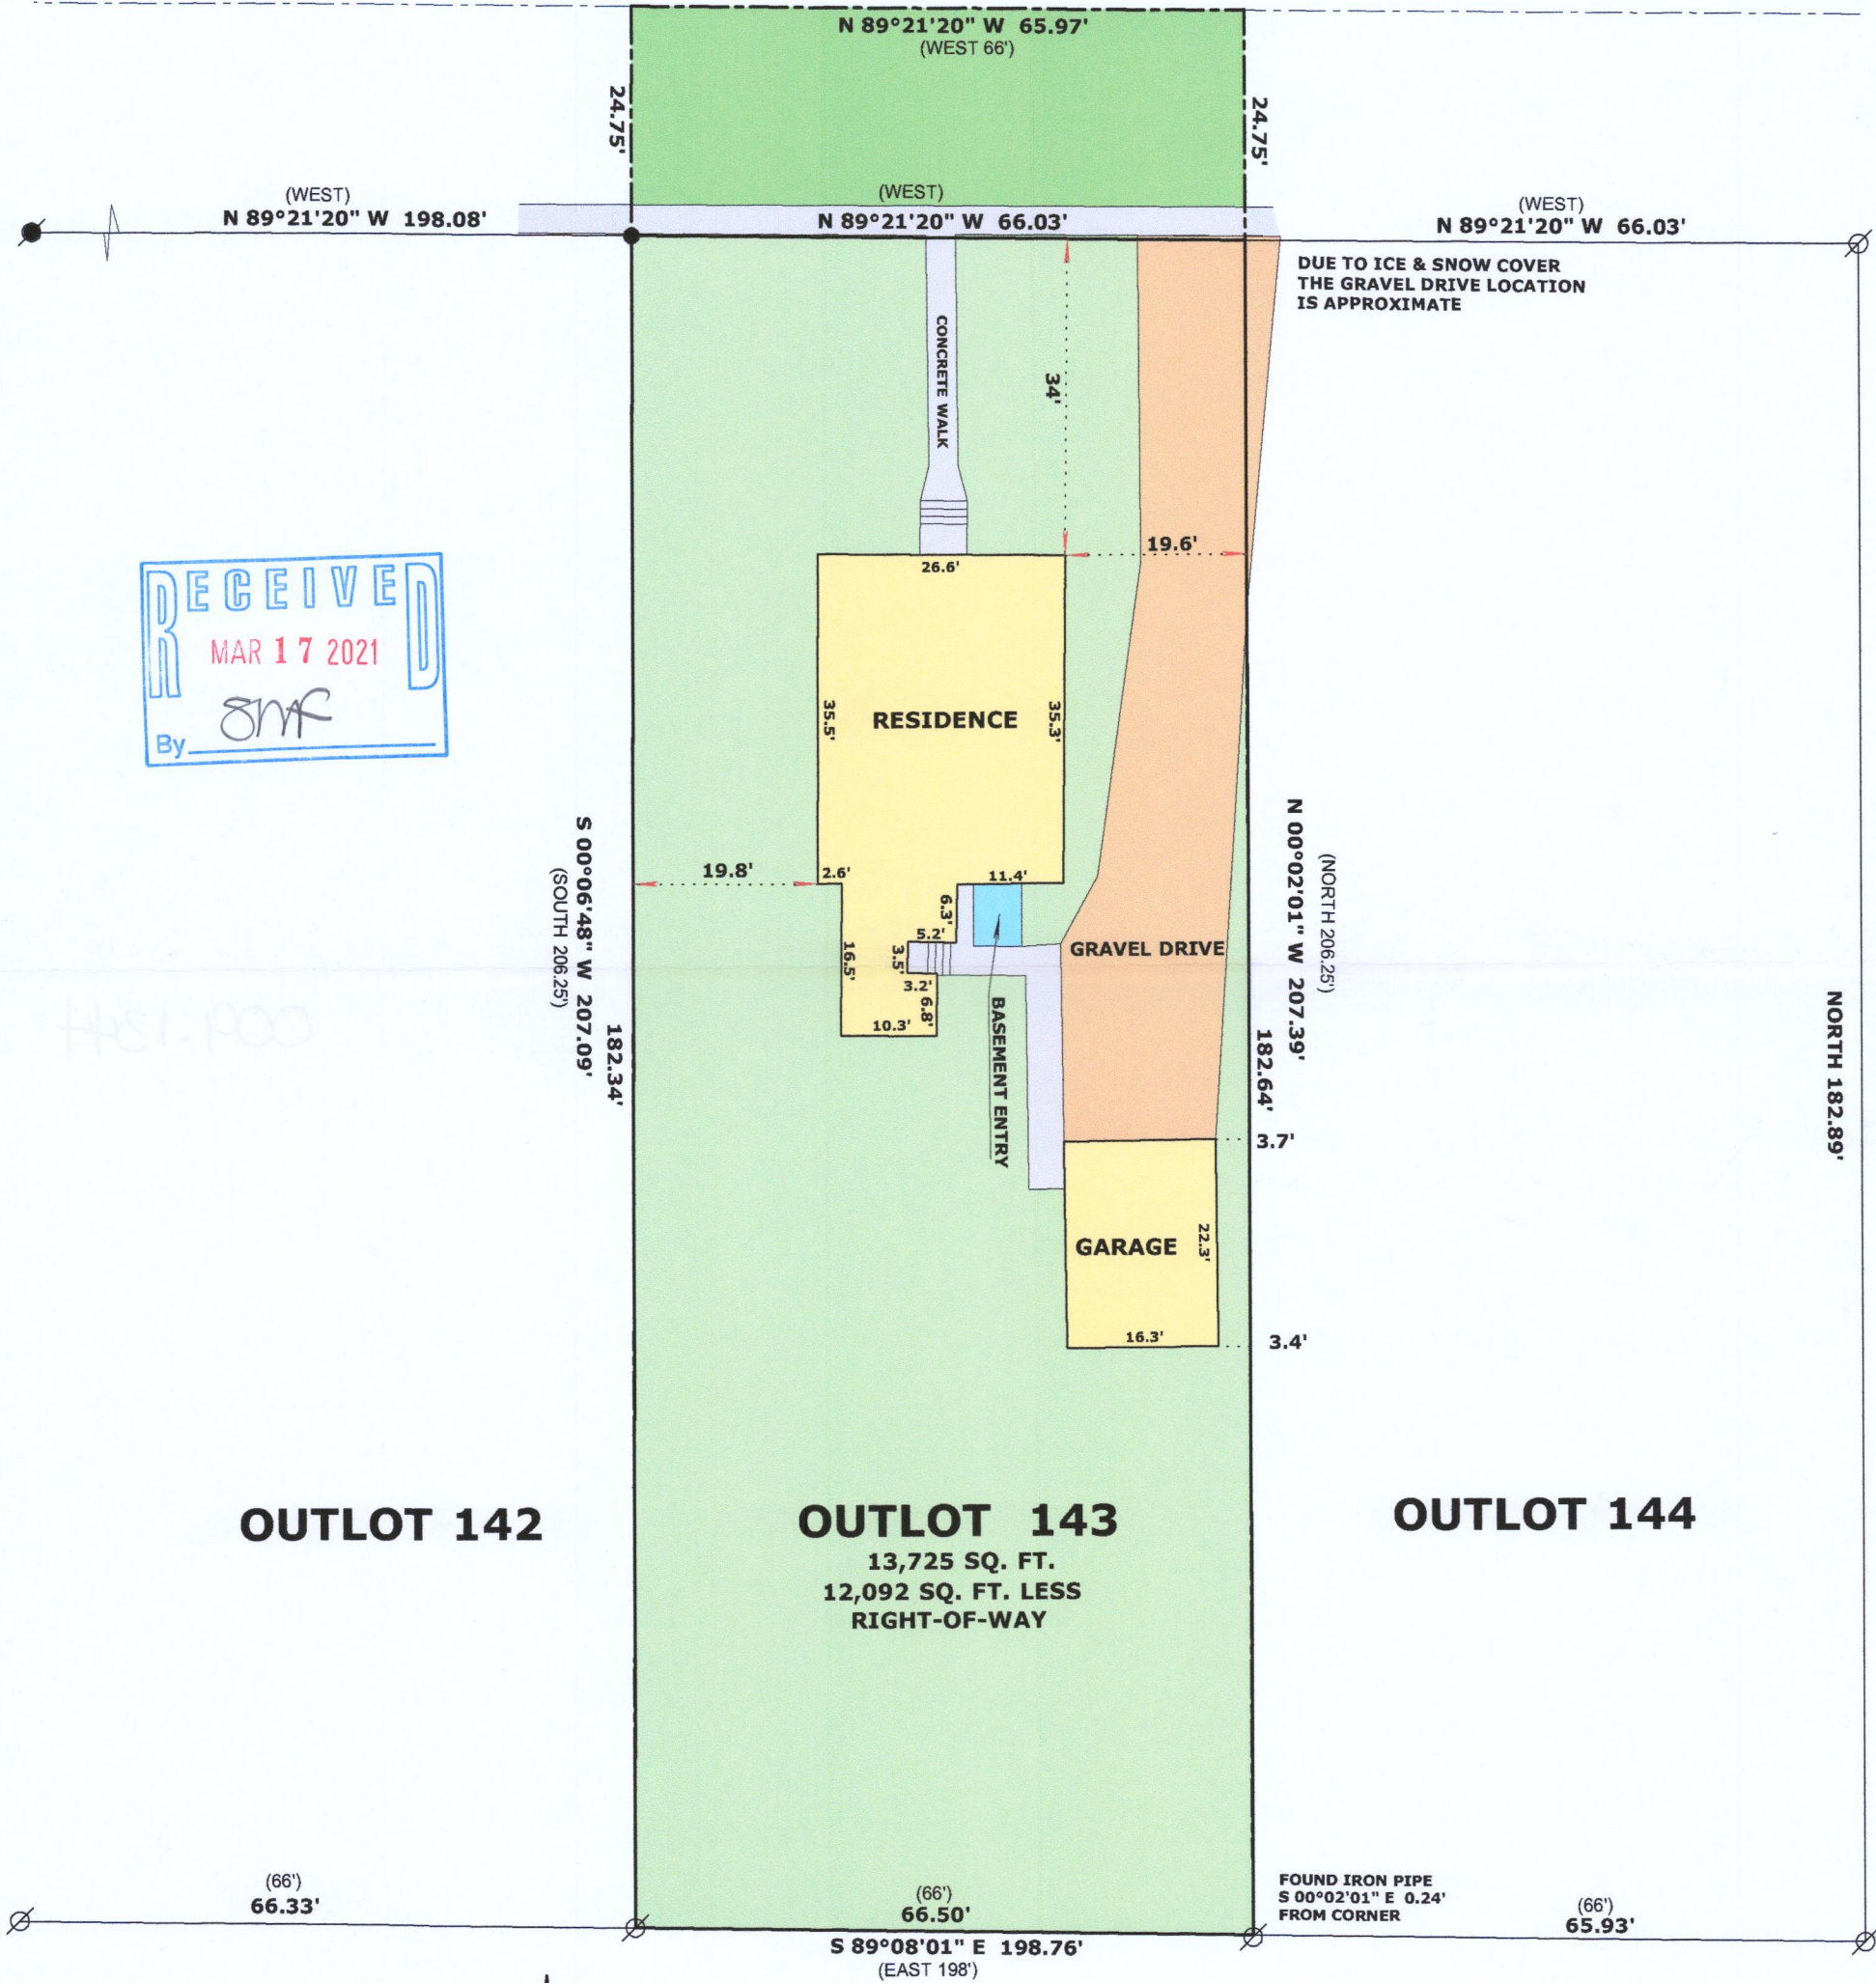 N 89°21'20" W 65.97'
(WEST 66')
24.75'
24.75'
(WEST)
N 89°21'20" W 198.08'
(WEST)
N 89°21'20" W 66.03'
(WEST)
N 89°21'20" W 66.03'
DUE TO ICE & SNOW COVER
THE GRAVEL DRIVE LOCATION
IS APPROXIMATE
CONCRETE WALK
34'
19.6'
26.6'
RECEIVED
MAR 17 2021
By
35.5'
RESIDENCE
35.3'
S 00°06'48" W 207.09'
(SOUTH 206.25')
182.34'
19.8'
2.6'
11.4'
6.3'
5.2'
3.5'
16.5'
3.2'
6.8'
10.3'
BASEMENT ENTRY
GRAVEL DRIVE
N 00°02'01" W 207.39'
(NORTH 206.25')
182.64'
NORTH 182.89'
3.7'
GARAGE
22.3'
16.3'
3.4'
OUTLOT 142
OUTLOT 143
13,725 SQ. FT.
12,092 SQ. FT. LESS
RIGHT-OF-WAY
OUTLOT 144
(66')
66.33'
(66')
66.50'
FOUND IRON PIPE
S 00°02'01" E 0.24'
FROM CORNER
(66')
65.93'
S 89°08'01" E 198.76'
(EAST 198')